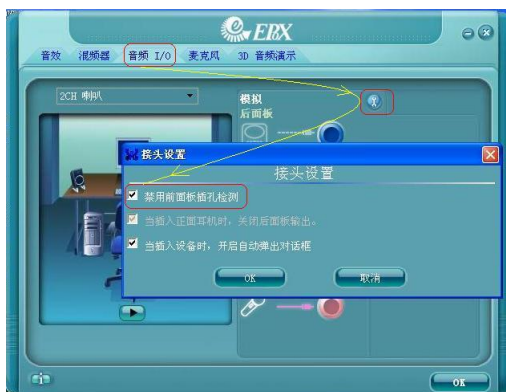 EBX
音效 混频器 音频 I/O 麦克风 3D 音频演示
2CH 喇叭
模拟
后面板
接头设置
接头设置
禁用前面板插孔检测
当插入正面耳机时，关闭后面板输出。
当插入设备时，开启自动弹出对话框
OK
取消
OK